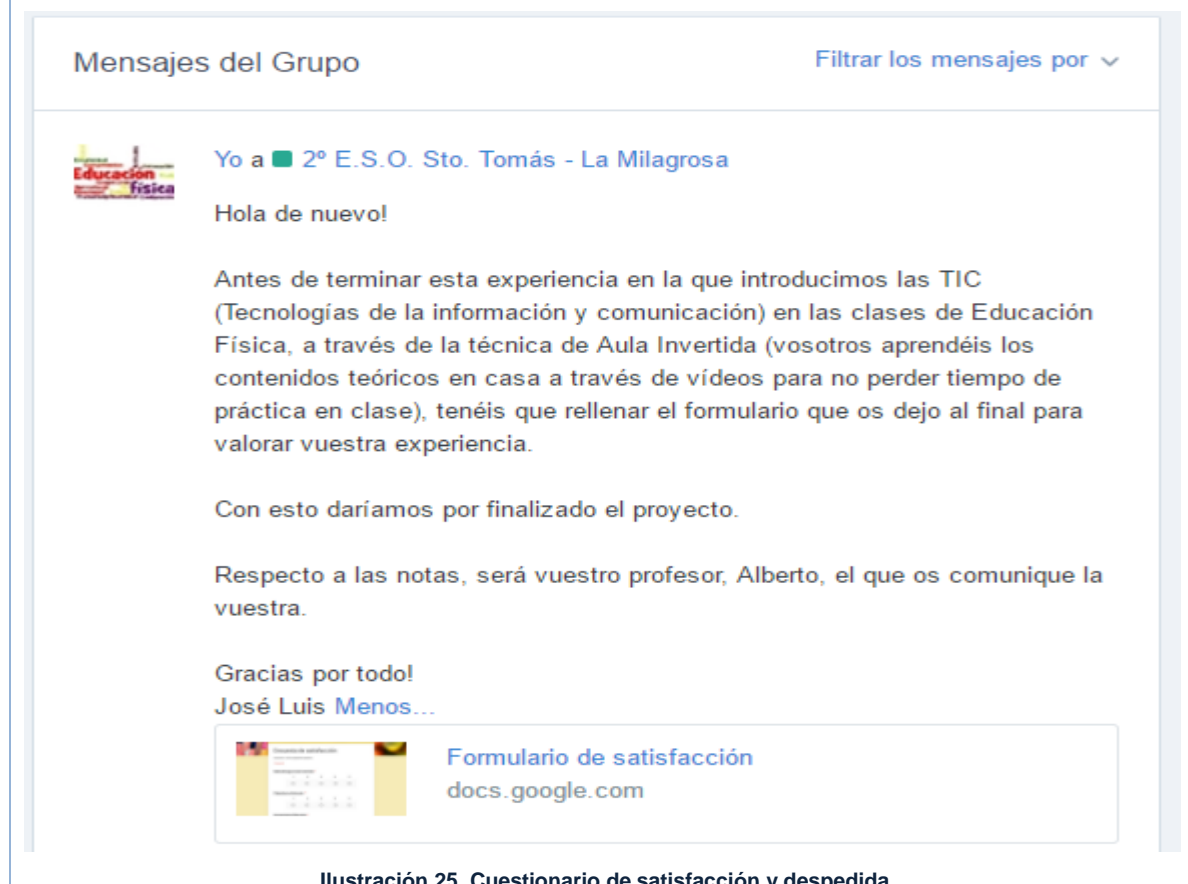 Mensajes del Grupo
Filtrar los mensajes por
Educación
física
Yo a 2º E.S.O. Sto. Tomás - La Milagrosa
Hola de nuevo!
Antes de terminar esta experiencia en la que introducimos las TIC
(Tecnologías de la información y comunicación) en las clases de Educación
Física, a través de la técnica de Aula Invertida (vosotros aprendéis los
contenidos teóricos en casa a través de vídeos para no perder tiempo de
práctica en clase), tenéis que rellenar el formulario que os dejo al final para
valorar vuestra experiencia.
Con esto daríamos por finalizado el proyecto.
Respecto a las notas, será vuestro profesor, Alberto, el que os comunique la
vuestra.
Gracias por todo!
José Luis Menos...
Encuesta de satisfacción
Formulario de satisfacción
docs.google.com
Ilustración 25. Cuestionario de satisfacción y despedida